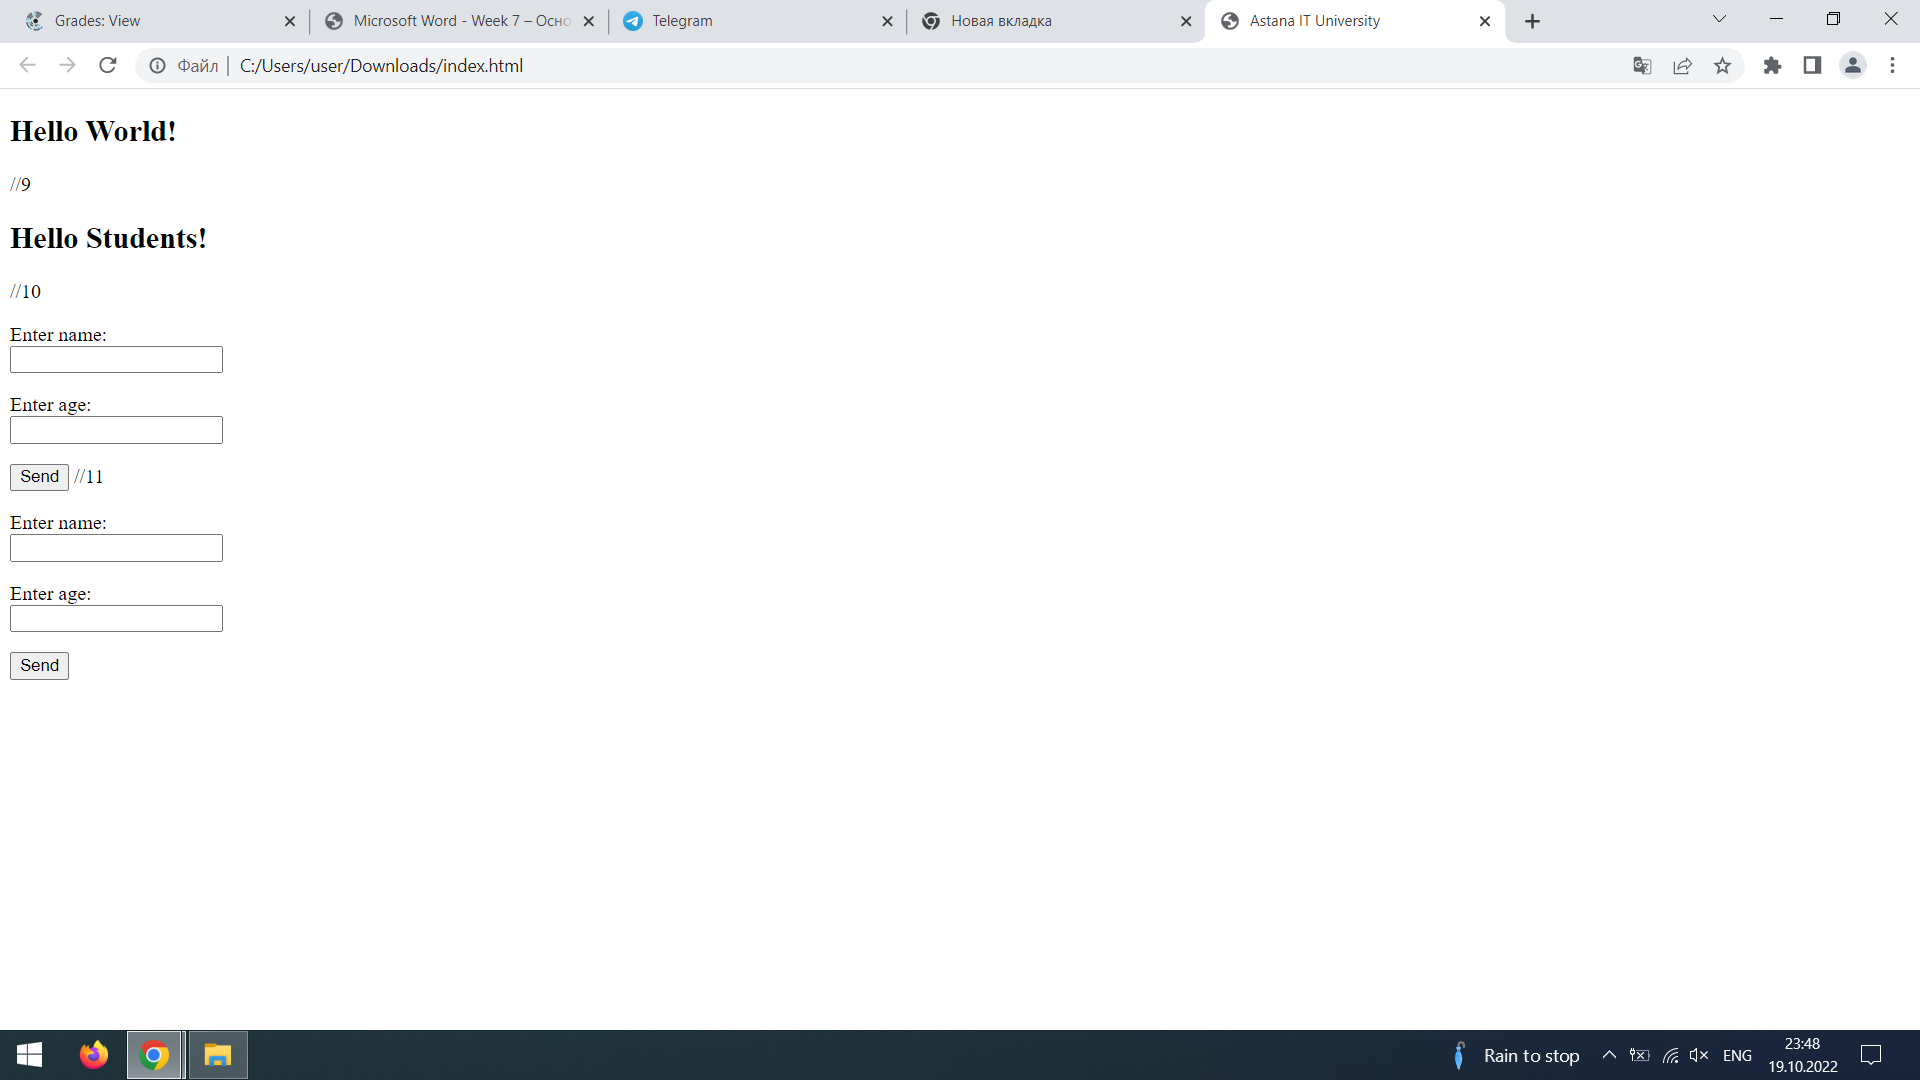 Grades: View
Microsoft Word - Week 7 – Осно
Telegram
Новая вкладка
Astana IT University
Файл | C:/Users/user/Downloads/index.html
Hello World!
//9
Hello Students!
//10
Enter name:
Enter age:
Send //11
Enter name:
Enter age:
Send
Rain to stop
ENG
23:48
19.10.2022